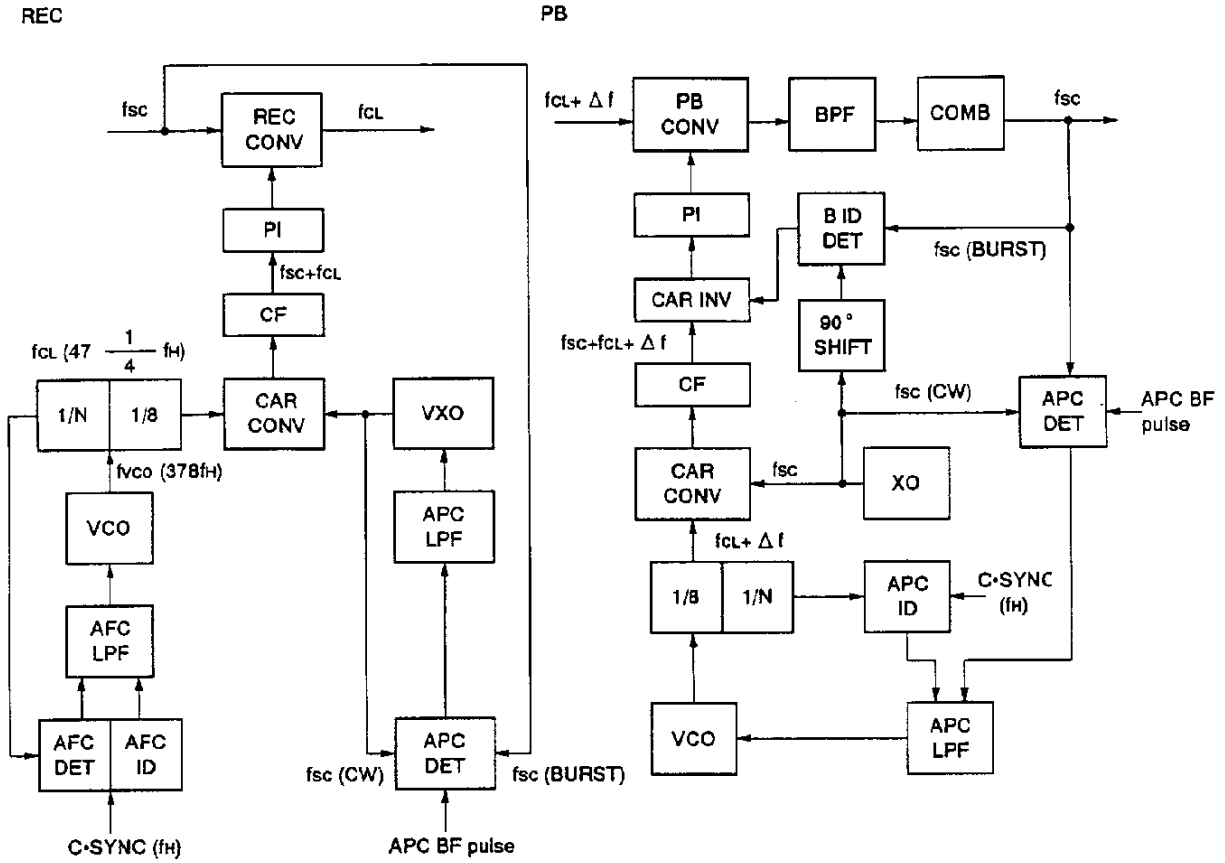 REC
PB
fsc
REC
CONV
fCL
PI
fsc+fCL
CF
fCL (47 1/4 fH)
1/N
1/8
CAR
CONV
VXO
fvco (378fH)
VCO
APC
LPF
AFC
LPF
AFC
DET
AFC
ID
APC
DET
fsc (CW)
fsc (BURST)
C•SYNC (fH)
APC BF pulse
fCL+ Δ f
PB
CONV
BPF
COMB
fsc
PI
B ID
DET
fsc (BURST)
CAR INV
90°
SHIFT
fsc+fCL+ Δ f
CF
fsc (CW)
APC
DET
APC BF
pulse
CAR
CONV
fsc
XO
fCL+ Δ f
1/8
1/N
APC
ID
C•SYNC
(fH)
VCO
APC
LPF